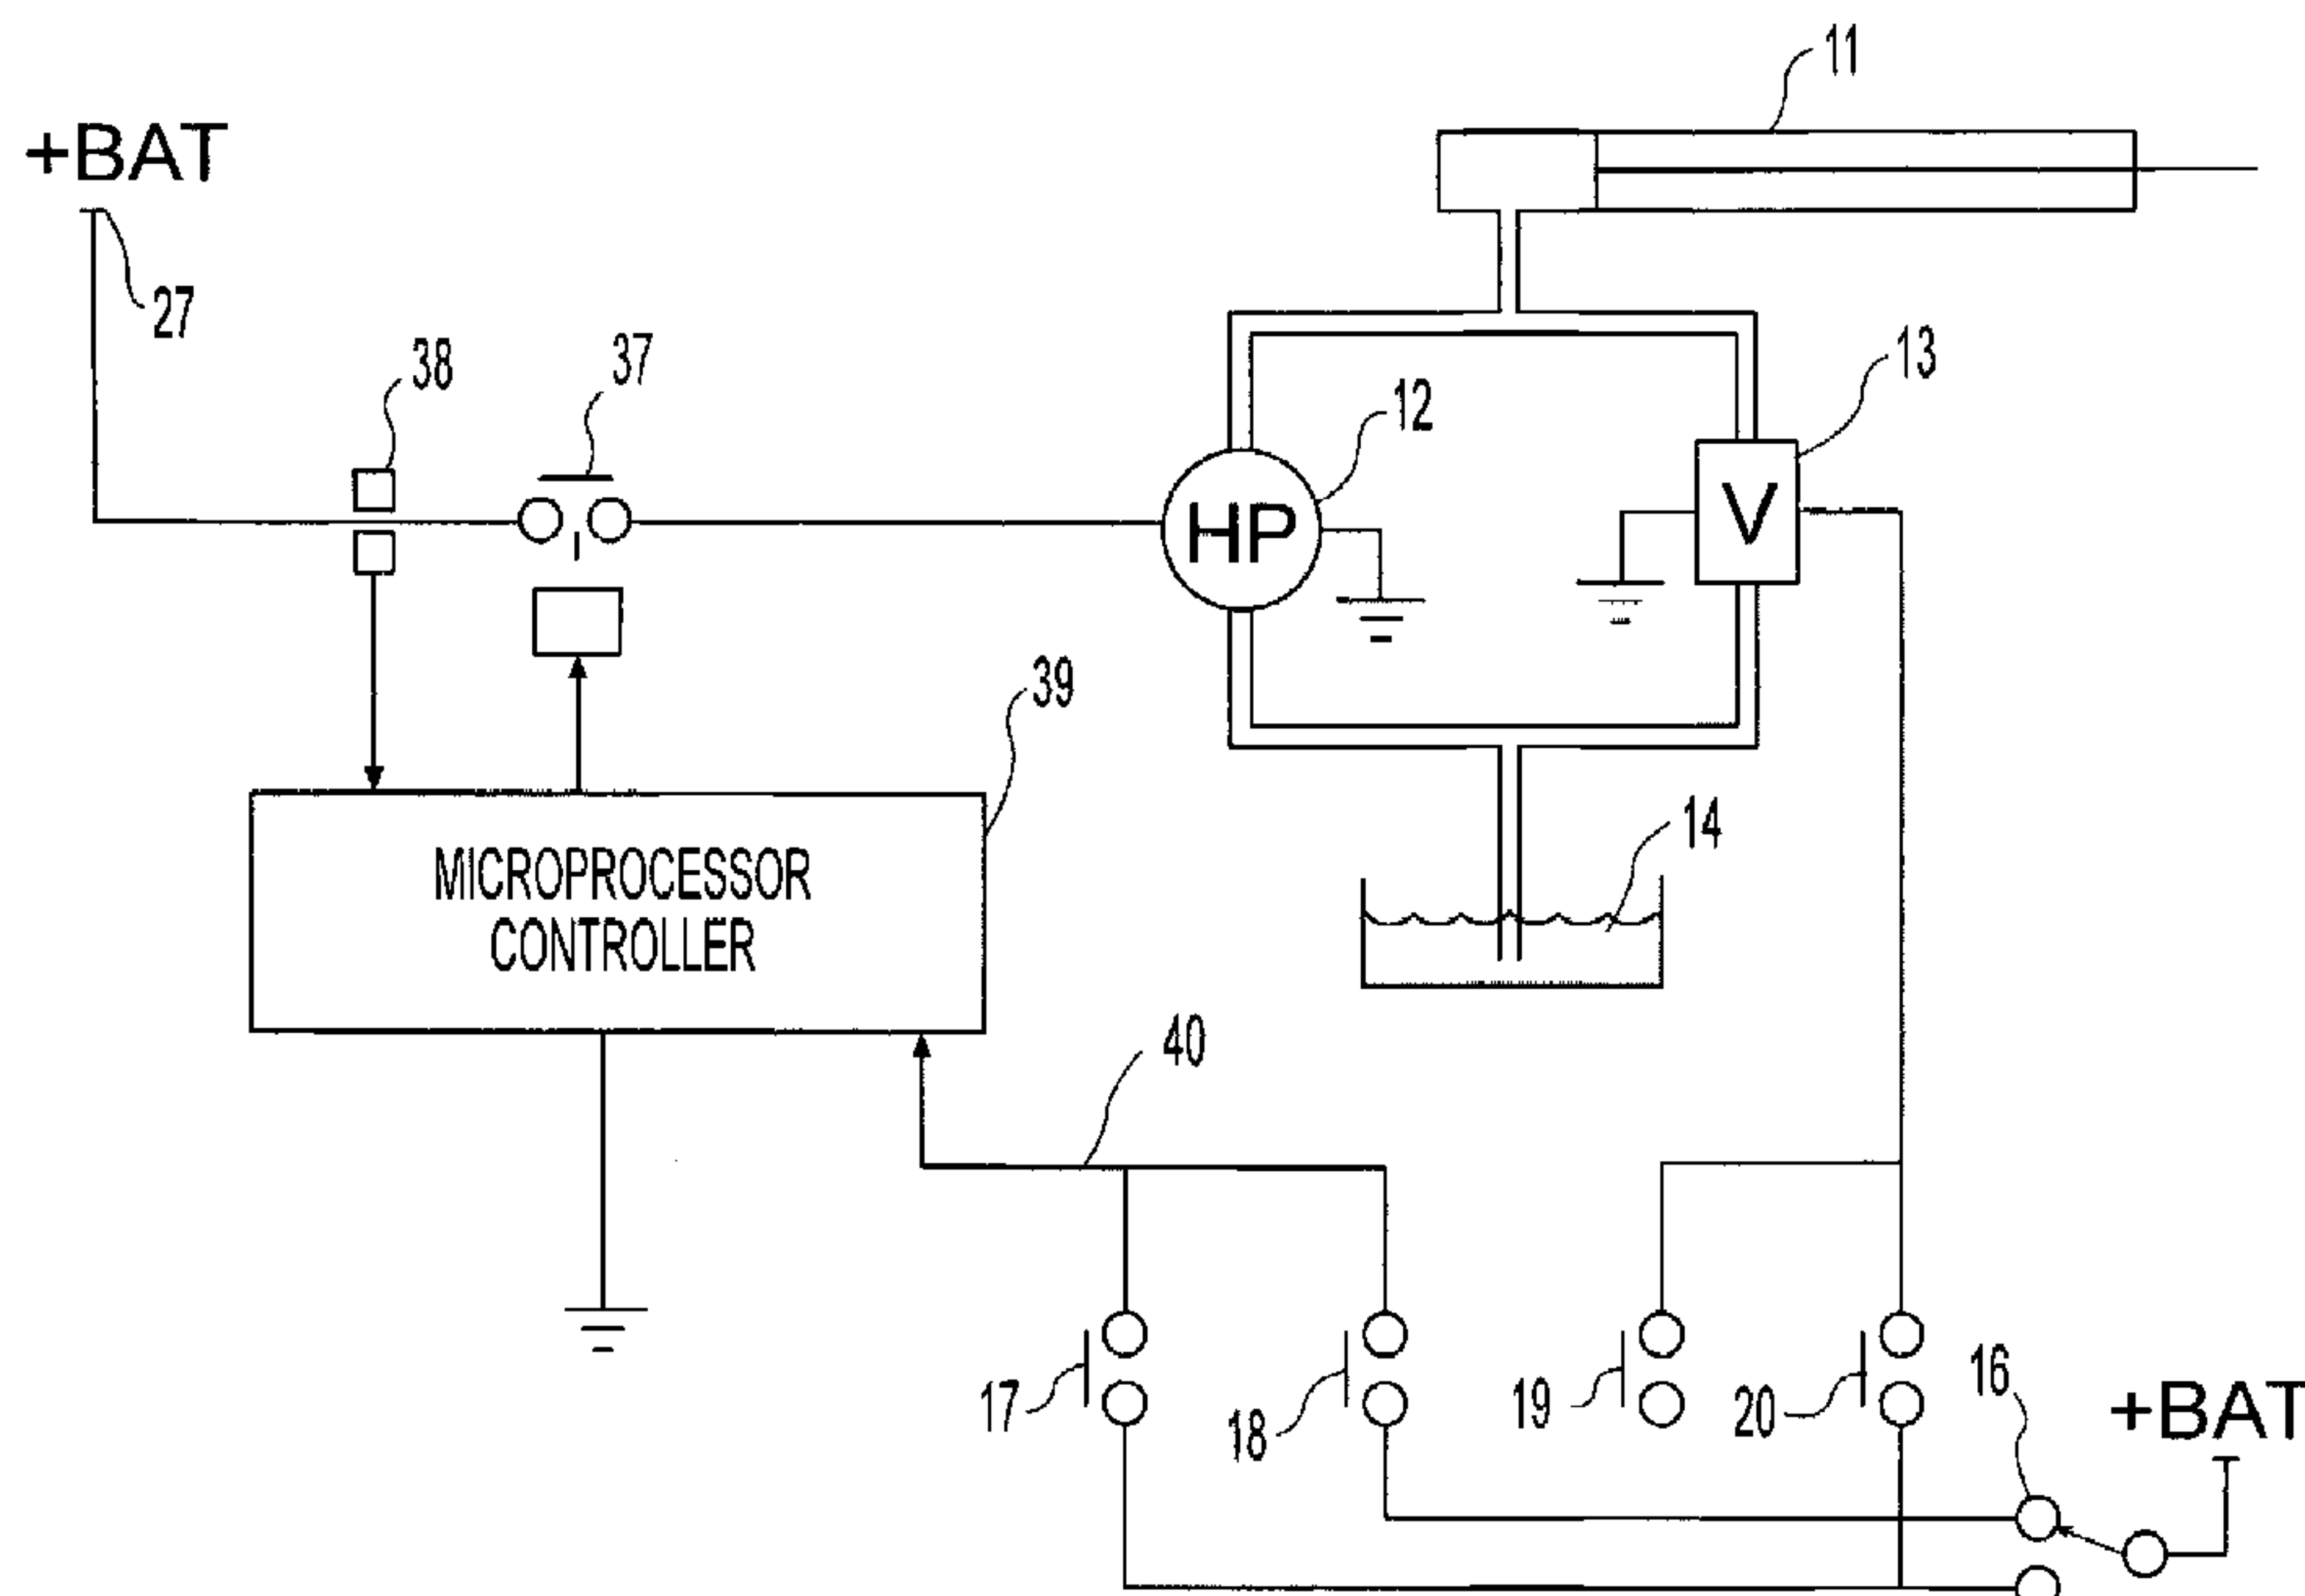 11
+BAT
27
38
37
13
12
HP
V
39
14
MICROPROCESSOR
CONTROLLER
40
17
18
19
20
16
+BAT